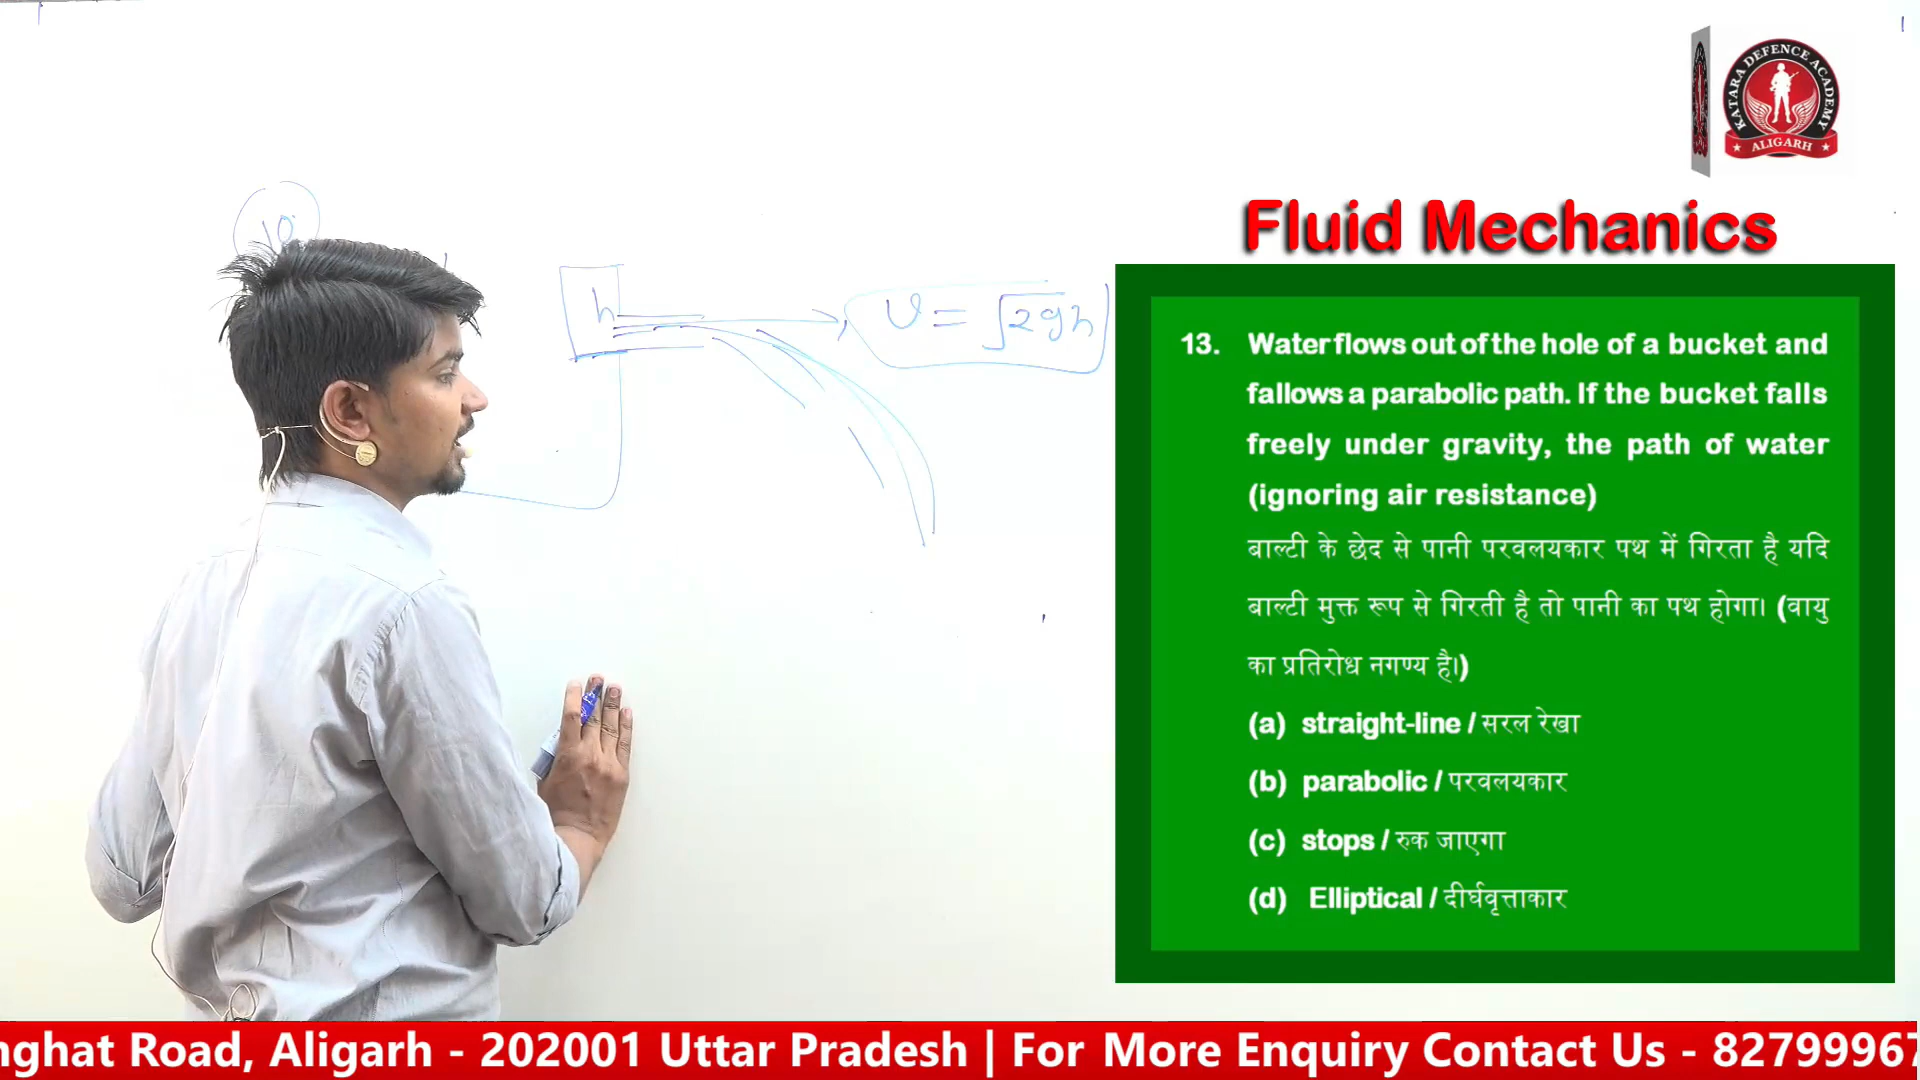 KATARA DEFENCE ACADEMY
★ ALIGARH ★
Fluid Mechanics
10
h
v = √2gh
13. Water flows out of the hole of a bucket and
fallows a parabolic path. If the bucket falls
freely under gravity, the path of water
(ignoring air resistance)
बाल्टी के छेद से पानी परवलयकार पथ में गिरता है यदि
बाल्टी मुक्त रूप से गिरती है तो पानी का पथ होगा। (वायु
का प्रतिरोध नगण्य है।)
(a) straight-line / सरल रेखा
(b) parabolic / परवलयकार
(c) stops / रुक जाएगा
(d) Elliptical / दीर्घवृत्ताकार
nghat Road, Aligarh - 202001 Uttar Pradesh | For More Enquiry Contact Us - 82799967